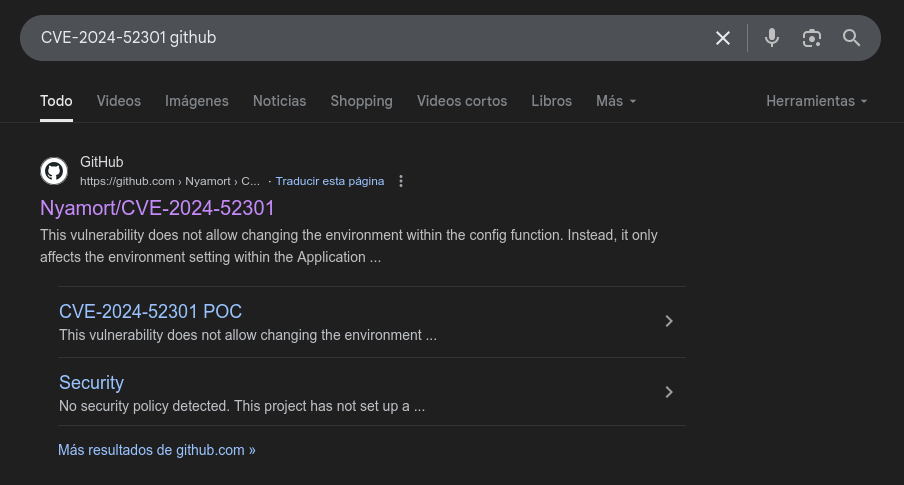 CVE-2024-52301 github
Todo Videos Imágenes Noticias Shopping Videos cortos Libros Más Herramientas
GitHub
https://github.com › Nyamort › C... · Traducir esta página
Nyamort/CVE-2024-52301
This vulnerability does not allow changing the environment within the config function. Instead, it only
affects the environment setting within the Application ...
CVE-2024-52301 POC
This vulnerability does not allow changing the environment ...
Security
No security policy detected. This project has not set up a ...
Más resultados de github.com »